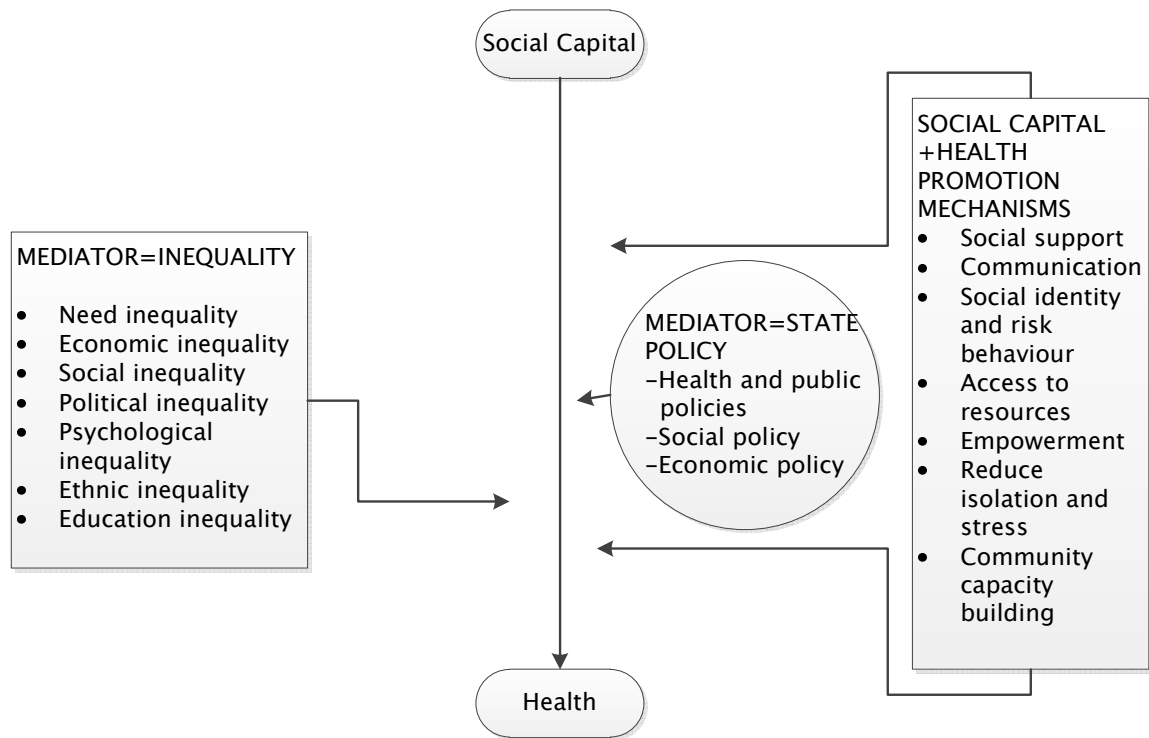 Social Capital
MEDIATOR=INEQUALITY
• Need inequality
• Economic inequality
• Social inequality
• Political inequality
• Psychological
inequality
• Ethnic inequality
• Education inequality
MEDIATOR=STATE
POLICY
-Health and public
policies
-Social policy
-Economic policy
SOCIAL CAPITAL
+HEALTH
PROMOTION
MECHANISMS
• Social support
• Communication
• Social identity
and risk
behaviour
• Access to
resources
• Empowerment
• Reduce
isolation and
stress
• Community
capacity
building
Health